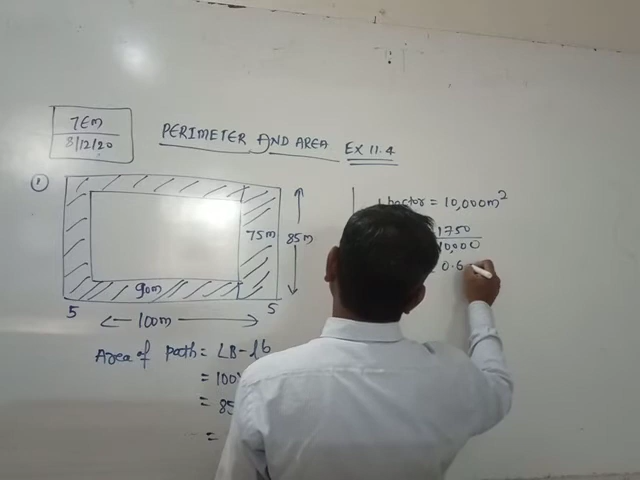 7Em
8/12/20
PERIMETER AND AREA Ex 11.4
1
75m
85m
90m
5 5
100m
Area of Path = LB - lb
= 100
= 85
=
hector = 10,000m²
1750
10,000
0.6